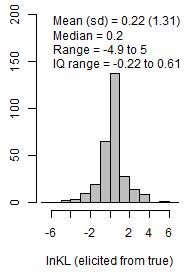 Mean (sd) = 0.22 (1.31)
Median = 0.2
Range = -4.9 to 5
IQ range = -0.22 to 0.61
200
150
100
50
0
-6 -2 2 4 6
lnKL (elicited from true)